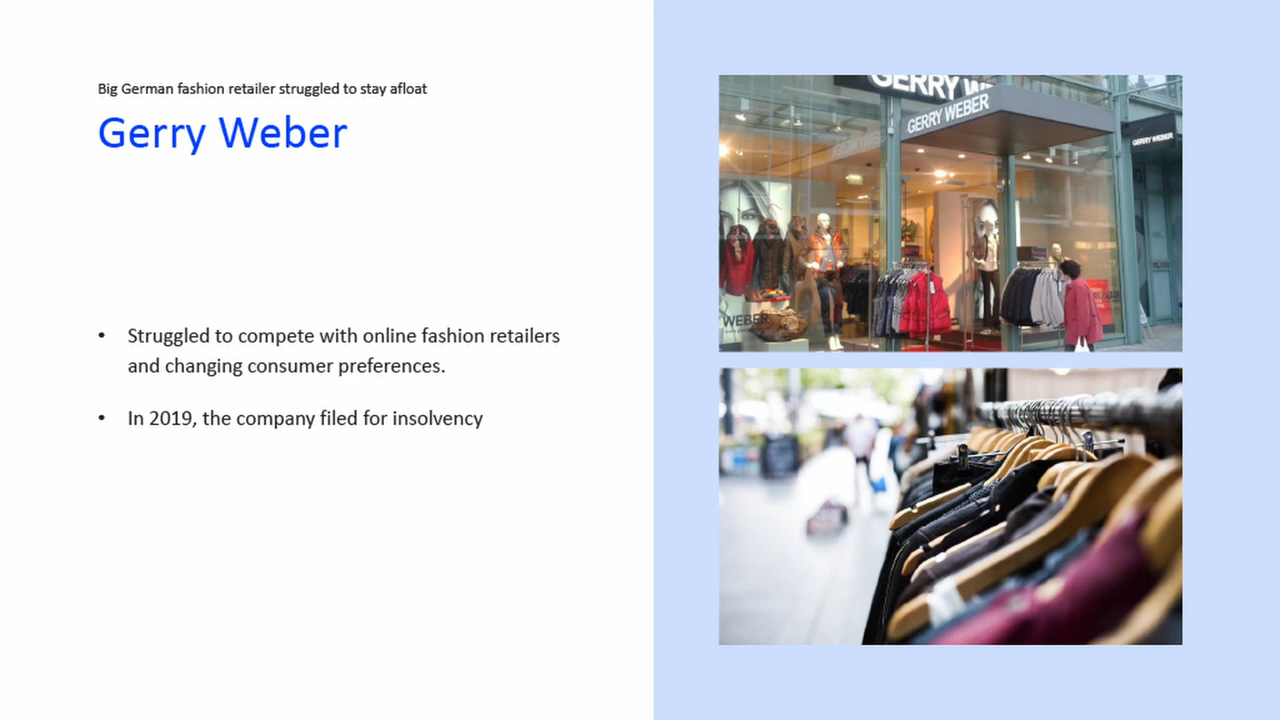 Big German fashion retailer struggled to stay afloat
Gerry Weber
• Struggled to compete with online fashion retailers
and changing consumer preferences.
• In 2019, the company filed for insolvency
GERRY WE
GERRY WEBER
GERRY WEBER
WEBER